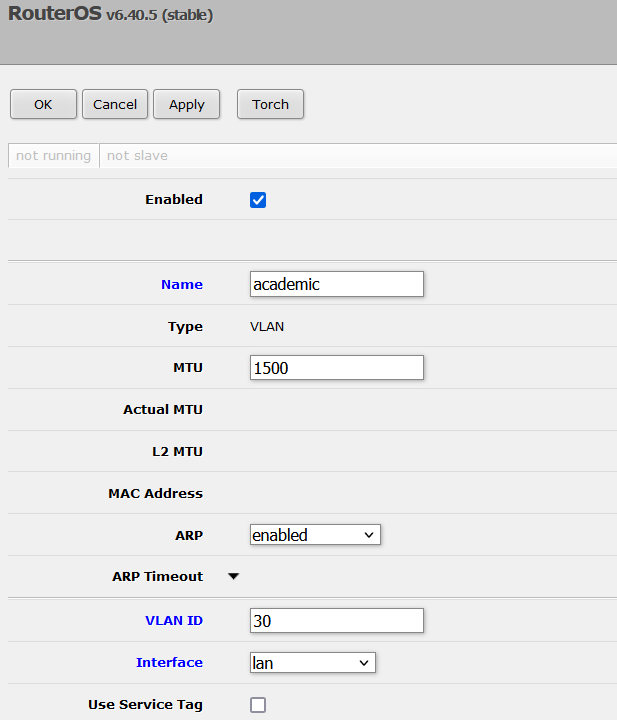 RouterOS v6.40.5 (stable)
OK Cancel Apply Torch
not running not slave
Enabled
Name academic
Type VLAN
MTU 1500
Actual MTU
L2 MTU
MAC Address
ARP enabled
ARP Timeout
VLAN ID 30
Interface lan
Use Service Tag